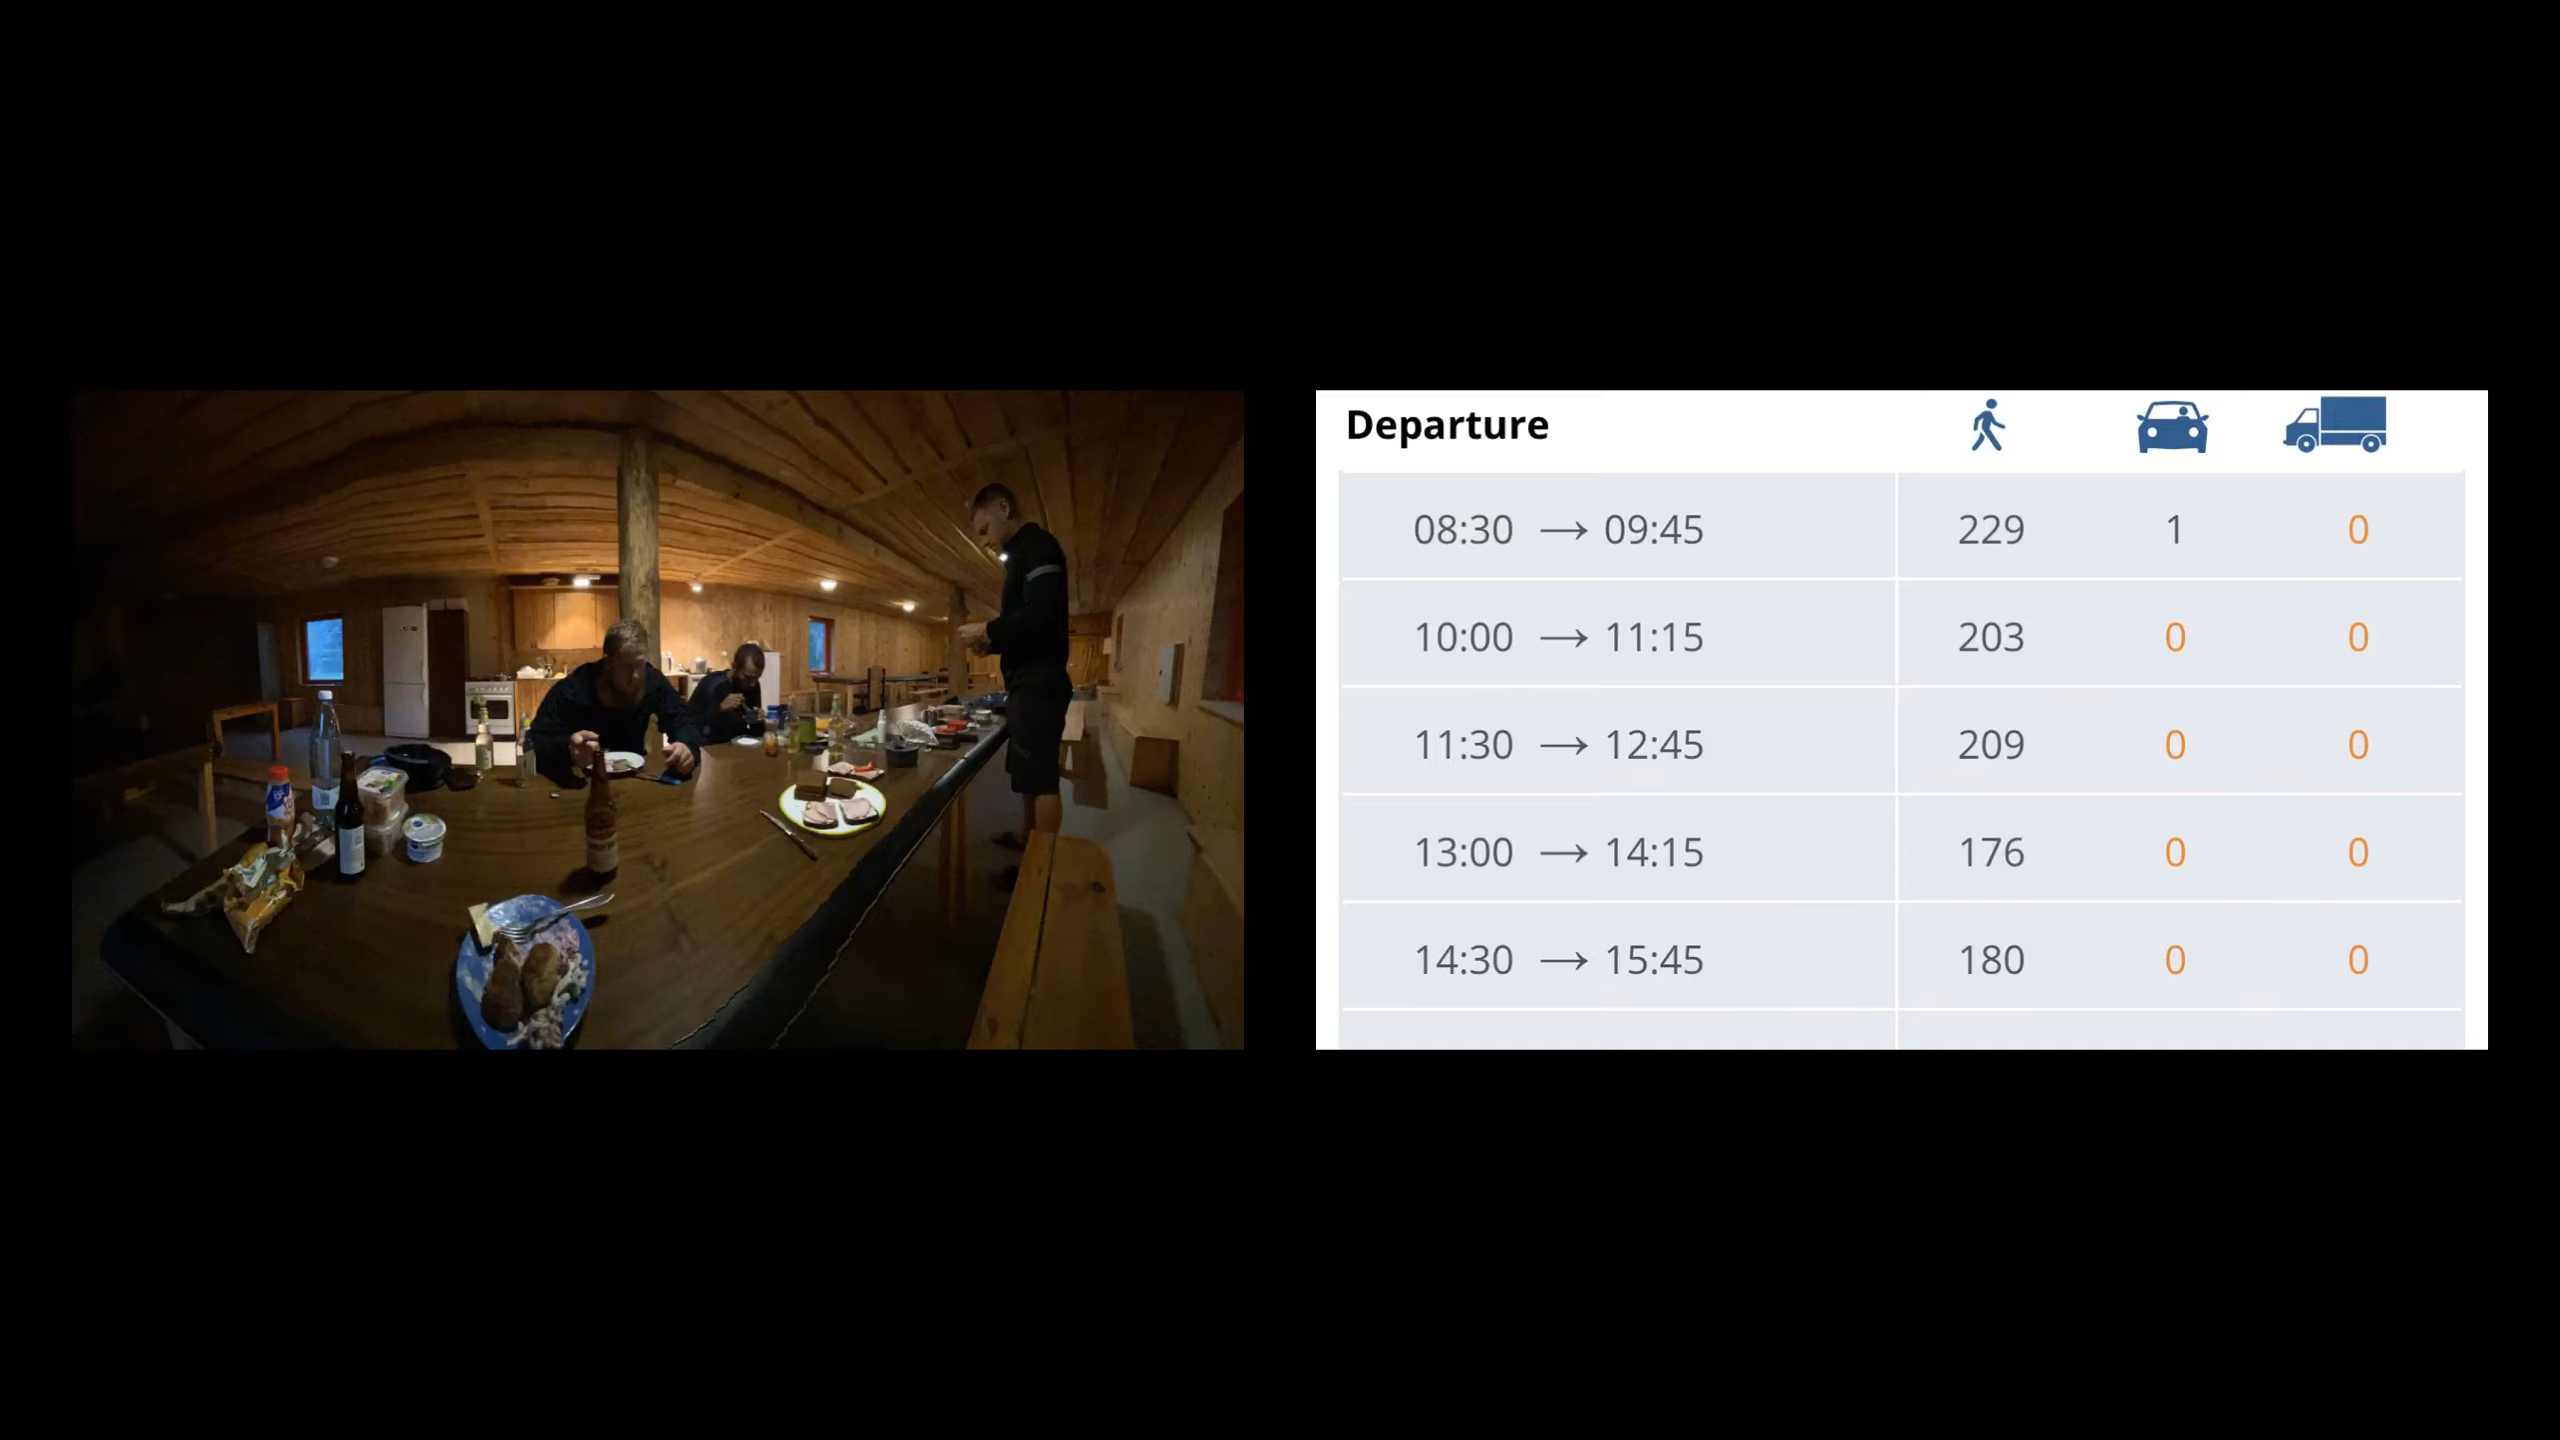 Departure
08:30 → 09:45 229 1 0
10:00 → 11:15 203 0 0
11:30 → 12:45 209 0 0
13:00 → 14:15 176 0 0
14:30 → 15:45 180 0 0